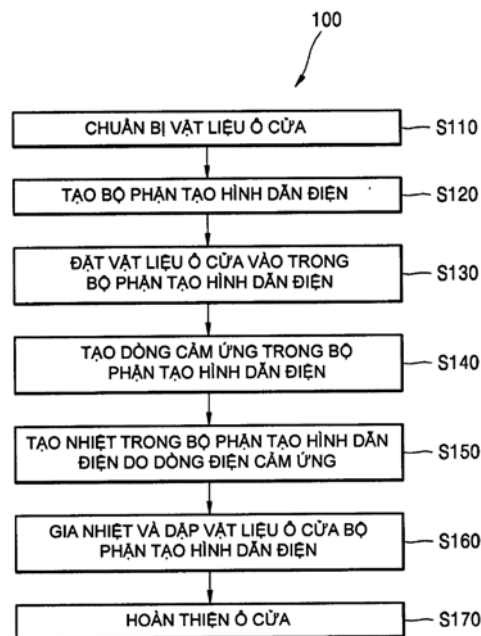 100
CHUẨN BỊ VẬT LIỆU Ô CỬA
S110
TẠO BỘ PHẬN TẠO HÌNH DẪN ĐIỆN
S120
ĐẶT VẬT LIỆU Ô CỬA VÀO TRONG
BỘ PHẬN TẠO HÌNH DẪN ĐIỆN
S130
TẠO DÒNG CẢM ỨNG TRONG BỘ
PHẬN TẠO HÌNH DẪN ĐIỆN
S140
TẠO NHIỆT TRONG BỘ PHẬN TẠO HÌNH DẪN
ĐIỆN DO DÒNG ĐIỆN CẢM ỨNG
S150
GIA NHIỆT VÀ DẬP VẬT LIỆU Ô CỬA BỘ
PHẬN TẠO HÌNH DẪN ĐIỆN
S160
HOÀN THIỆN Ô CỬA
S170